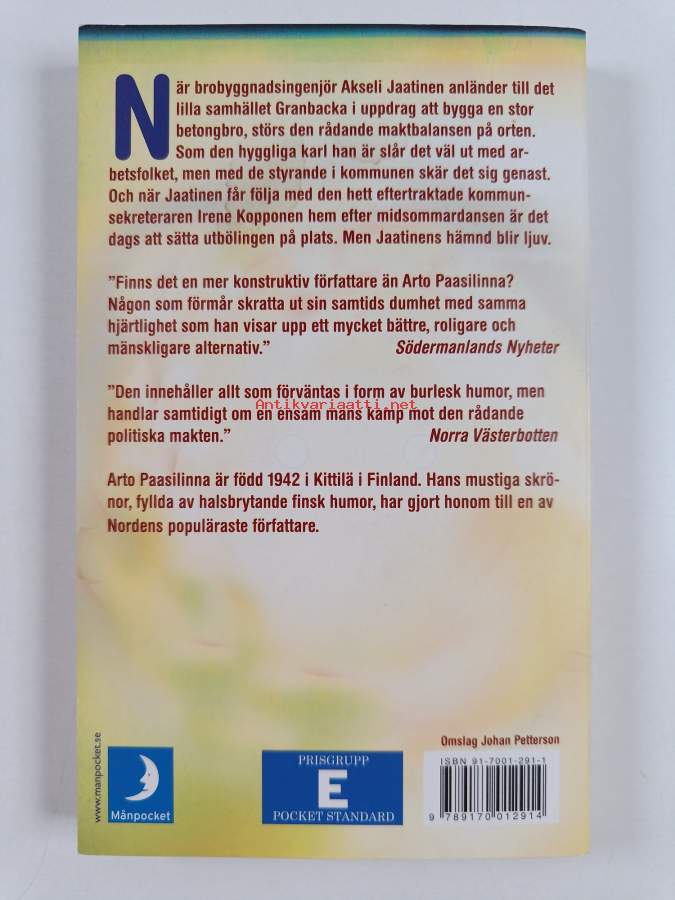 När brobyggnadsingenjör Akseli Jaatinen anländer till det
lilla samhället Granbacka i uppdrag att bygga en stor
betongbro, störs den rådande maktbalansen på orten.
Som den hyggliga karl han är slår det väl ut med ar-
betsfolket, men med de styrande i kommunen skär det sig genast.
Och när Jaatinen får följa med den hett eftertraktade kommun-
sekreteraren Irene Kopponen hem efter midsommardansen är det
dags att sätta utbölingen på plats. Men Jaatinens hämnd blir ljuv.
”Finns det en mer konstruktiv författare än Arto Paasilinna?
Någon som förmår skratta ut sin samtids dumhet med samma
hjärtlighet som han visar upp ett mycket bättre, roligare och
mänskligare alternativ.” Södermanlands Nyheter
”Den innehåller allt som förväntas i form av burlesk humor, men
Antikvariaatti.net
handlar samtidigt om en ensam mans kamp mot den rådande
politiska makten.” Norra Västerbotten
Arto Paasilinna är född 1942 i Kittilä i Finland. Hans mustiga skrö-
nor, fyllda av halsbrytande finsk humor, har gjort honom till en av
Nordens populäraste författare.
Omslag Johan Petterson
www.manpocket.se
Månpocket
PRISGRUPP
E
POCKET STANDARD
ISBN 91-7001-291-1
9 789170 012914